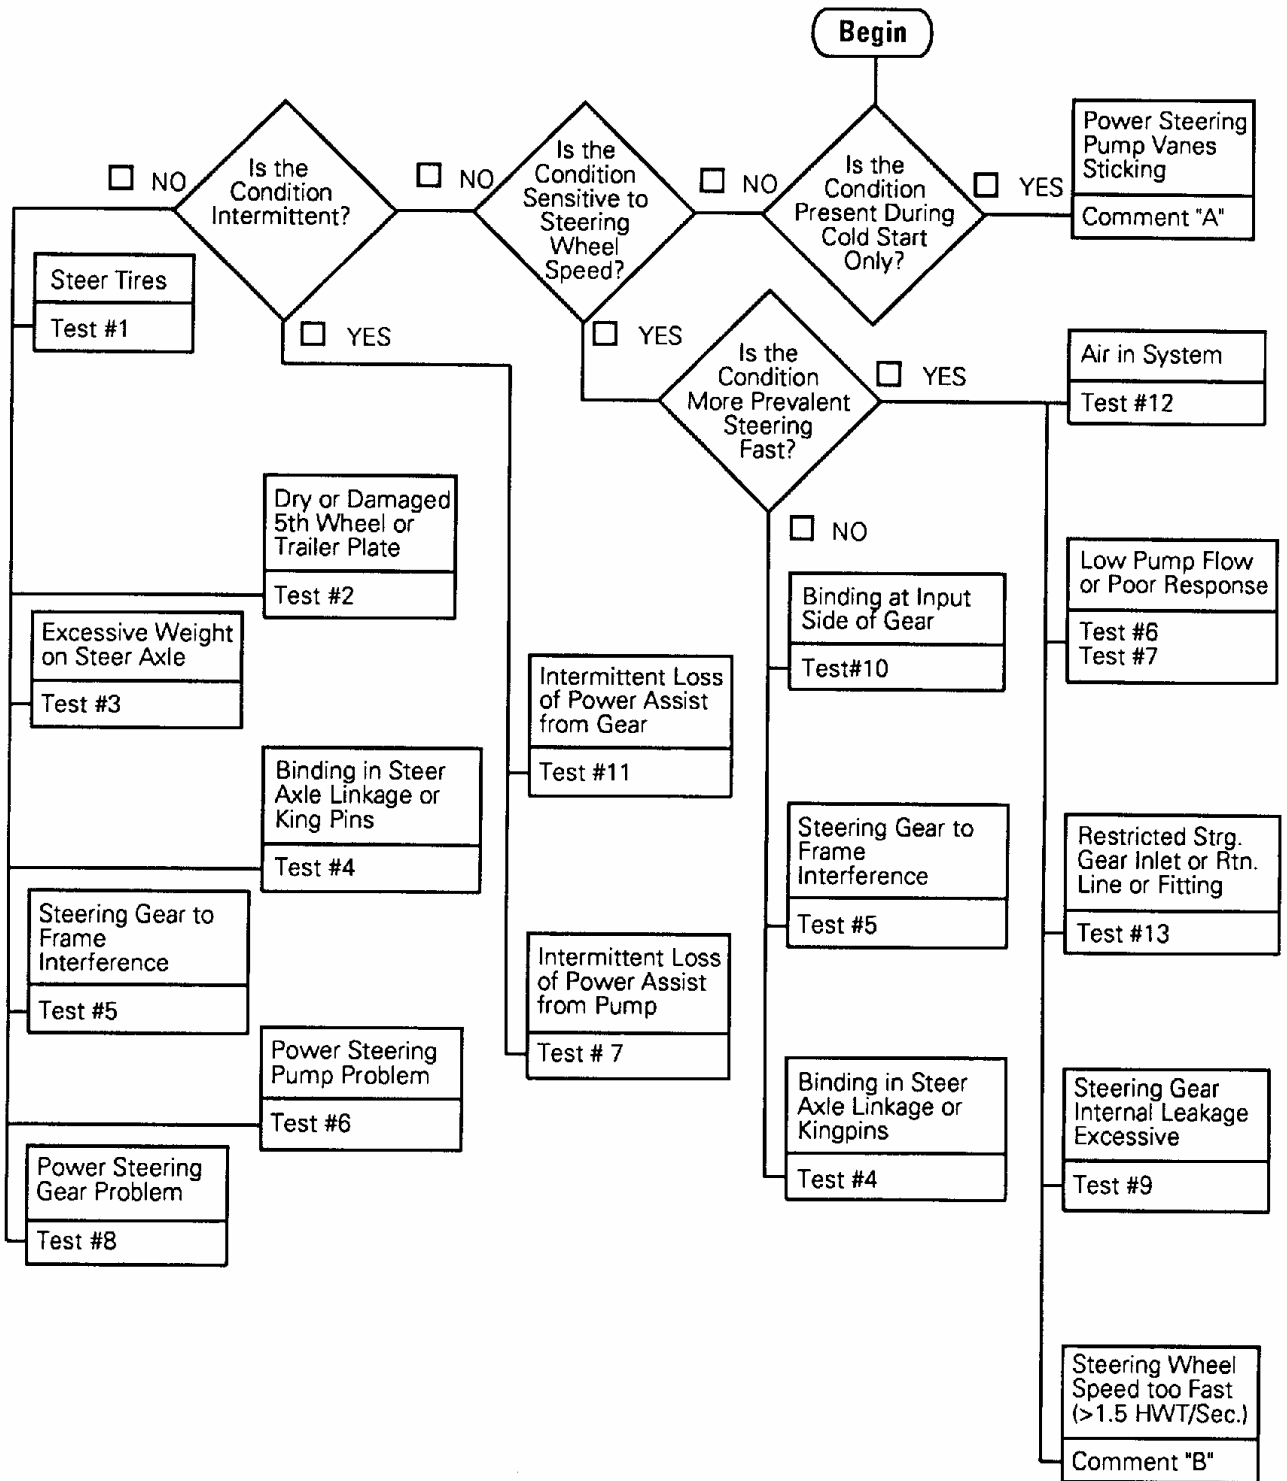 Begin
Is the
Condition
Present During
Cold Start
Only?
YES
Power Steering
Pump Vanes
Sticking
Comment "A"
NO
Is the
Condition
Sensitive to
Steering
Wheel
Speed?
NO
Is the
Condition
Intermittent?
NO
Steer Tires
Test #1
Dry or Damaged
5th Wheel or
Trailer Plate
Test #2
Excessive Weight
on Steer Axle
Test #3
Binding in Steer
Axle Linkage or
King Pins
Test #4
Steering Gear to
Frame
Interference
Test #5
Power Steering
Pump Problem
Test #6
Power Steering
Gear Problem
Test #8
YES
Intermittent Loss
of Power Assist
from Gear
Test #11
Intermittent Loss
of Power Assist
from Pump
Test # 7
YES
Is the
Condition
More Prevalent
Steering
Fast?
NO
Binding at Input
Side of Gear
Test#10
Steering Gear to
Frame
Interference
Test #5
Binding in Steer
Axle Linkage or
Kingpins
Test #4
YES
Air in System
Test #12
Low Pump Flow
or Poor Response
Test #6
Test #7
Restricted Strg.
Gear Inlet or Rtn.
Line or Fitting
Test #13
Steering Gear
Internal Leakage
Excessive
Test #9
Steering Wheel
Speed too Fast
(>1.5 HWT/Sec.)
Comment "B"